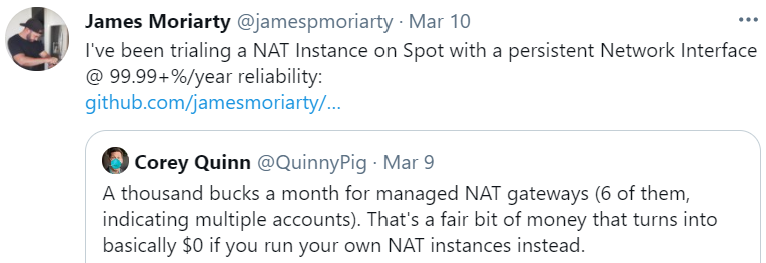 James Moriarty @jamespmoriarty · Mar 10
I've been trialing a NAT Instance on Spot with a persistent Network Interface
@ 99.99+%/year reliability:
github.com/jamesmoriarty/...
Corey Quinn @QuinnyPig · Mar 9
A thousand bucks a month for managed NAT gateways (6 of them,
indicating multiple accounts). That's a fair bit of money that turns into
basically $0 if you run your own NAT instances instead.